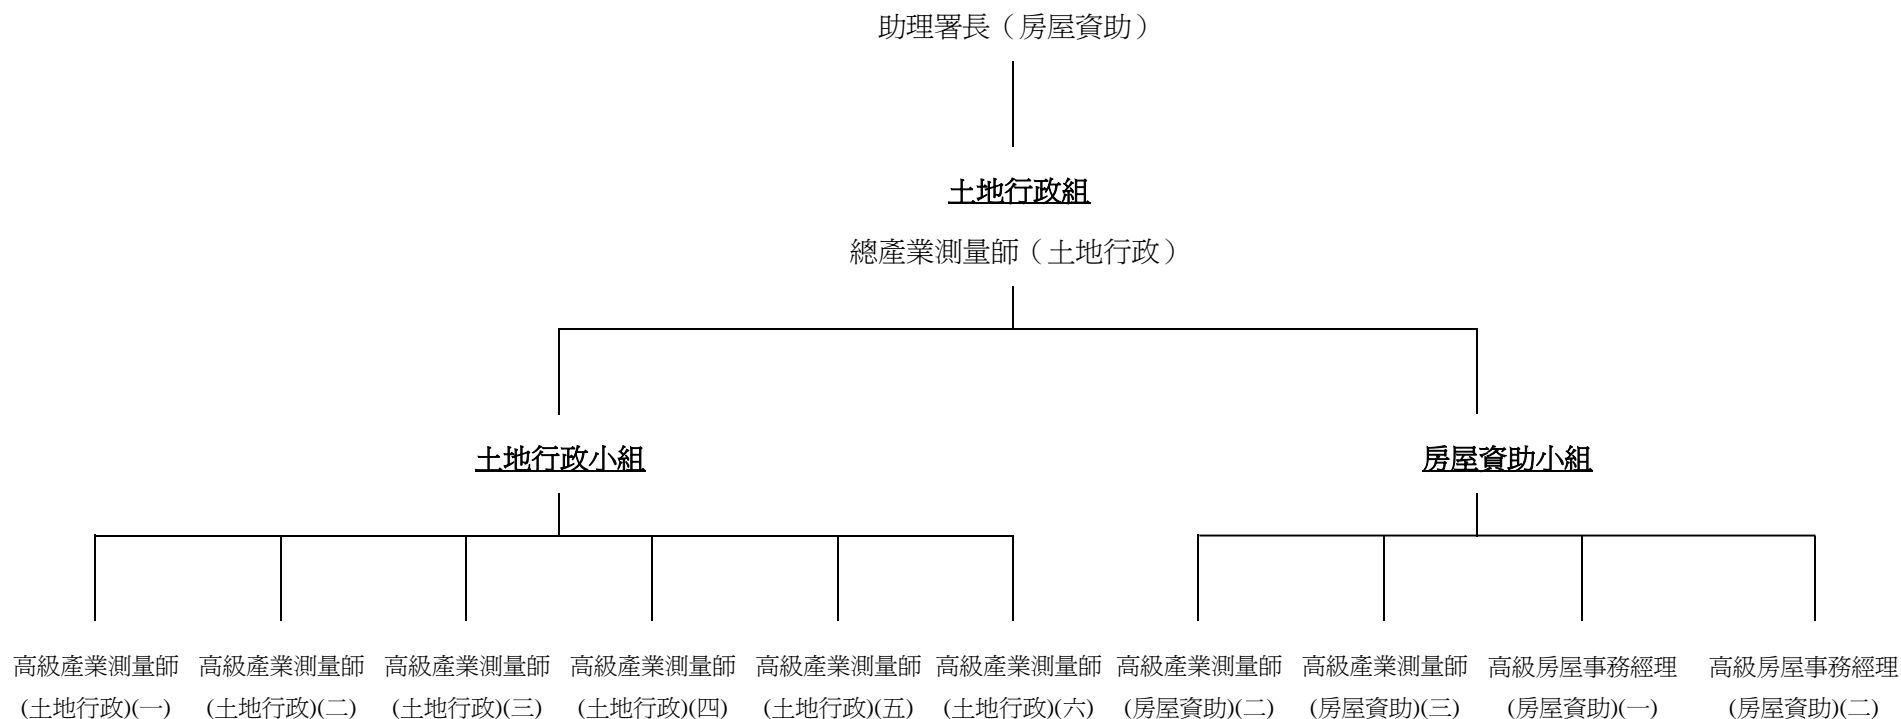 助理署長（房屋資助）
土地行政組
總產業測量師（土地行政）
土地行政小組
房屋資助小組
高級產業測量師
(土地行政)(一)
高級產業測量師
(土地行政)(二)
高級產業測量師
(土地行政)(三)
高級產業測量師
(土地行政)(四)
高級產業測量師
(土地行政)(五)
高級產業測量師
(土地行政)(六)
高級產業測量師
(房屋資助)(二)
高級產業測量師
(房屋資助)(三)
高級房屋事務經理
(房屋資助)(一)
高級房屋事務經理
(房屋資助)(二)